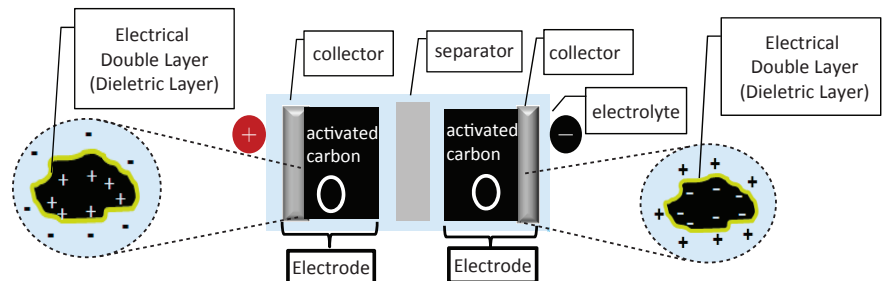 Electrical
Double Layer
(Dieletric Layer)
collector
separator
collector
Electrical
Double Layer
(Dieletric Layer)
electrolyte
+
activated
carbon
activated
carbon
−
Electrode
Electrode